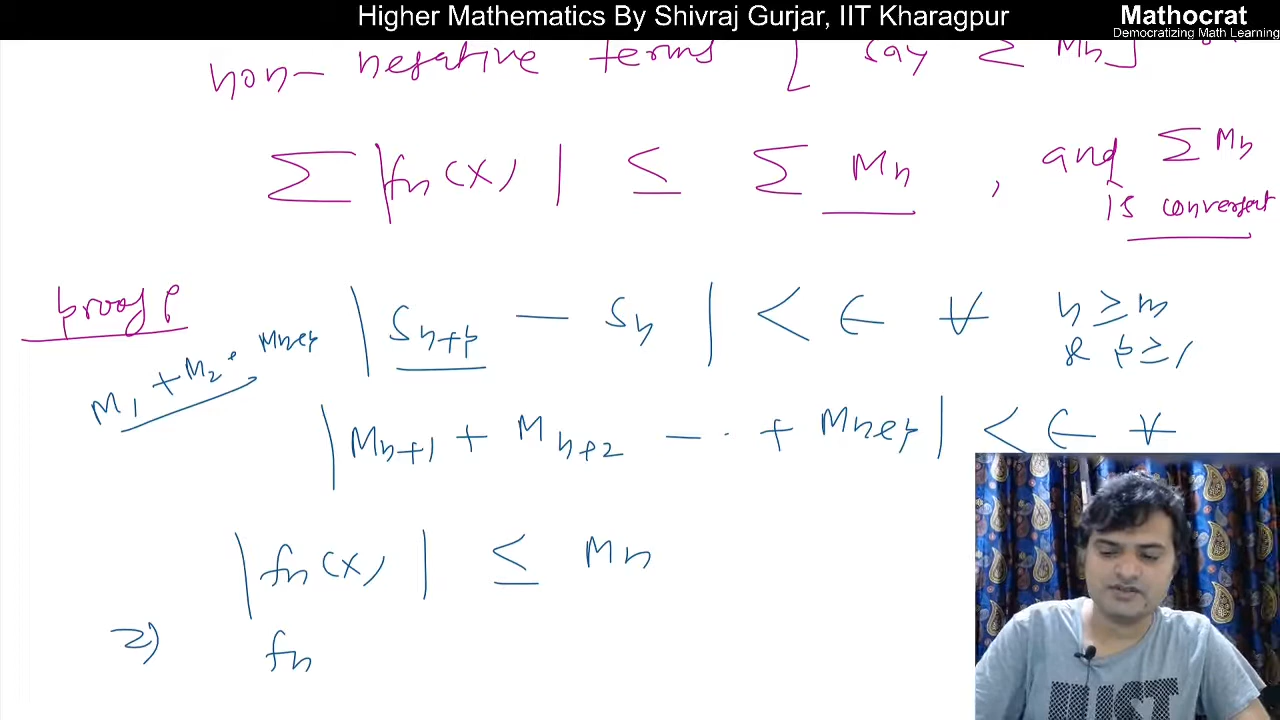 Higher Mathematics By Shivraj Gurjar, IIT Kharagpur
Mathocrat
Democratizing Math Learning
non- negative terms [ say Σ Mn ]
Σ |fn(x)| ≤ Σ Mn , and Σ Mn
is convergent
proof:
|Sn+p - Sn| < ∈ ∀ n ≥ m
& p ≥ 1
M1 + M2 .. Mn+p
|Mn+1 + Mn+2 - .. + Mn+p| < ∈ ∀
|fn(x)| ≤ Mn
=) fn